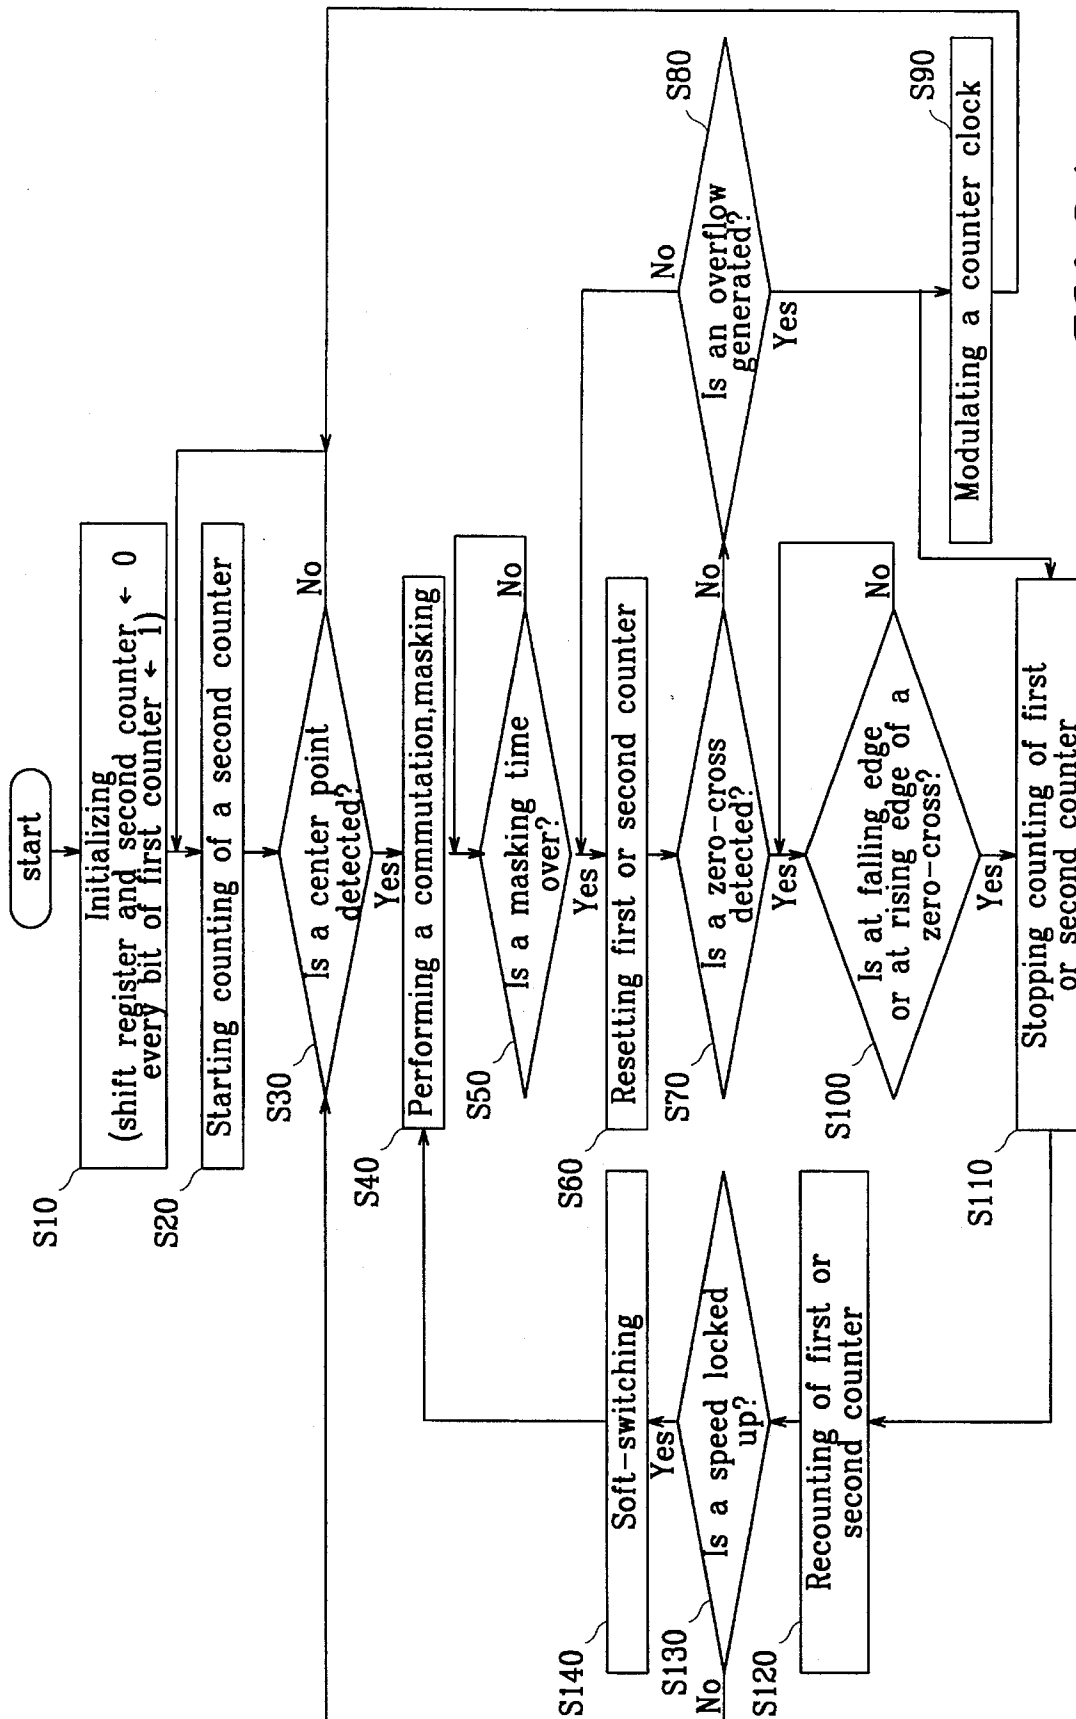 start
S10
Initializing
(shift register and second counter ← 0
every bit of first counter ← 1)
S20
Starting counting of a second counter
S30
Is a center point
detected?
No
Yes
S40
Performing a commutation,masking
S50
Is a masking time
over?
No
Yes
S60
Resetting first or second counter
S70
Is a zero-cross
detected?
No
Yes
S80
Is an overflow
generated?
No
Yes
S90
Modulating a counter clock
S100
Is at falling edge
or at rising edge of a
zero-cross?
No
Yes
S110
Stopping counting of first
or second counter
S120
Recounting of first or
second counter
S130
Is a speed locked
up?
No
Yes
S140
Soft-switching